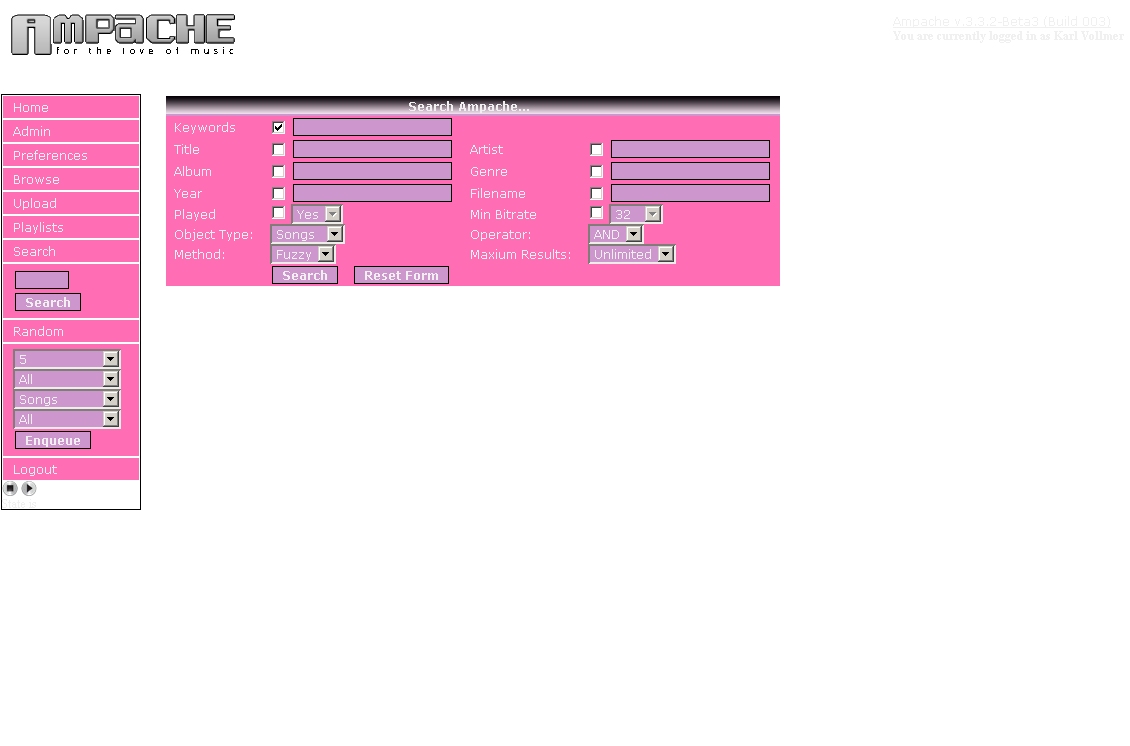 AMPACHE
for the love of music
Ampache v.3.3.2-Beta3 (Build 003)
You are currently logged in as Karl Vollmer
Home
Admin
Preferences
Browse
Upload
Playlists
Search
Search
Random
5
All
Songs
All
Enqueue
Logout
Search Ampache...
Keywords
Title Artist
Album Genre
Year Filename
Played Yes Min Bitrate 32
Object Type: Songs Operator: AND
Method: Fuzzy Maxium Results: Unlimited
Search Reset Form